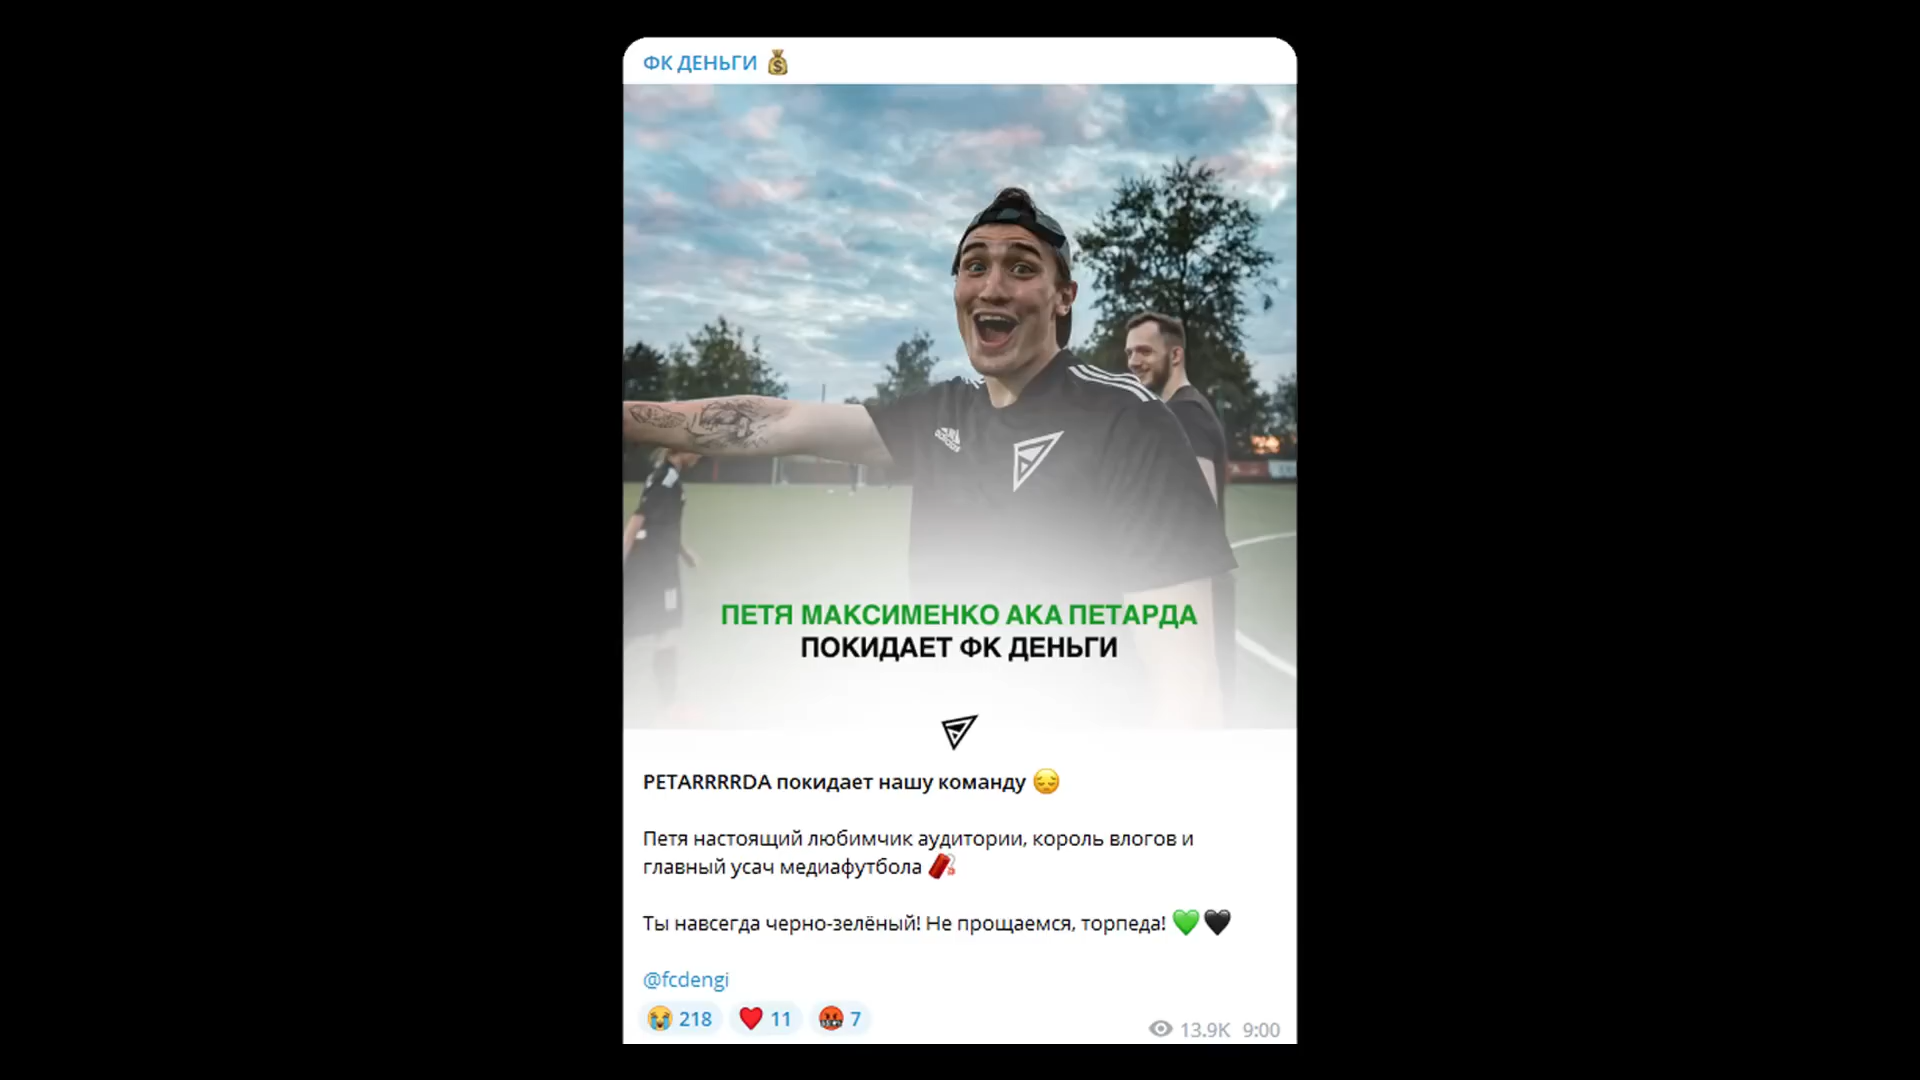 ФК ДЕНЬГИ 💰
adidas
ПЕТЯ МАКСИМЕНКО АКА ПЕТАРДА
ПОКИДАЕТ ФК ДЕНЬГИ
PETARRRRDA покидает нашу команду 😔
Петя настоящий любимчик аудитории, король влогов и
главный усач медиафутбола 🧨
Ты навсегда черно-зелёный! Не прощаемся, торпеда! 💚🖤
@fcdengi
😭 218 ❤️ 11 🤬 7
13.9K 9:00